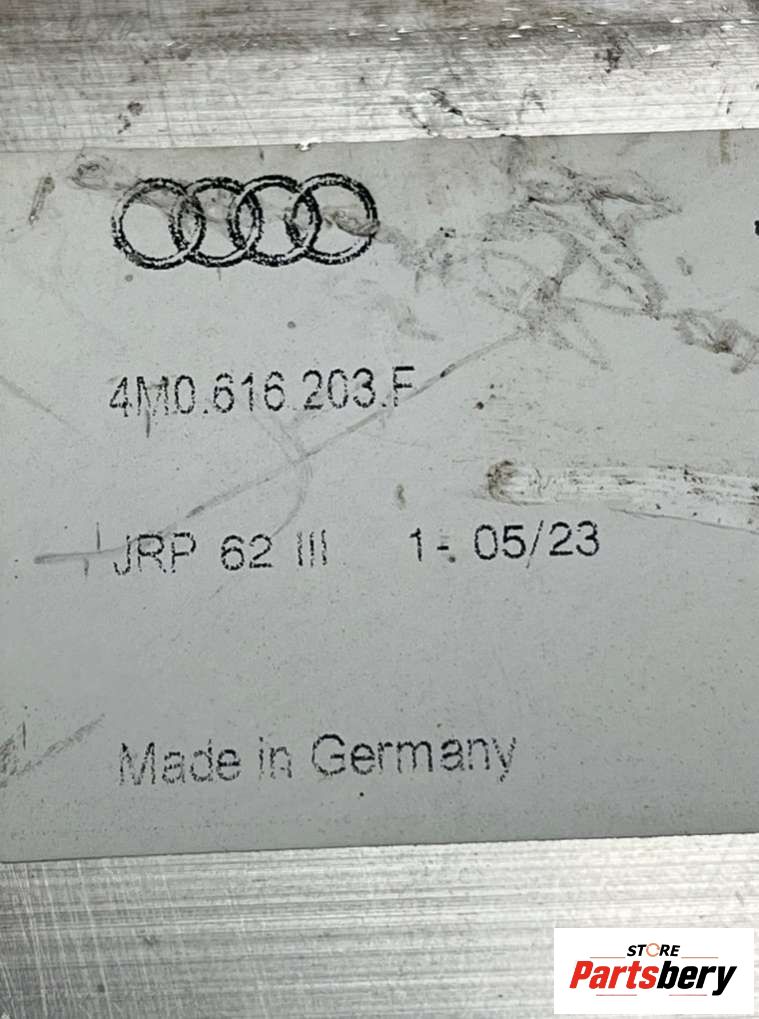 4M0.616.203.F
JRP 62 III 1- 05/23
Made in Germany
STORE
Partsbery